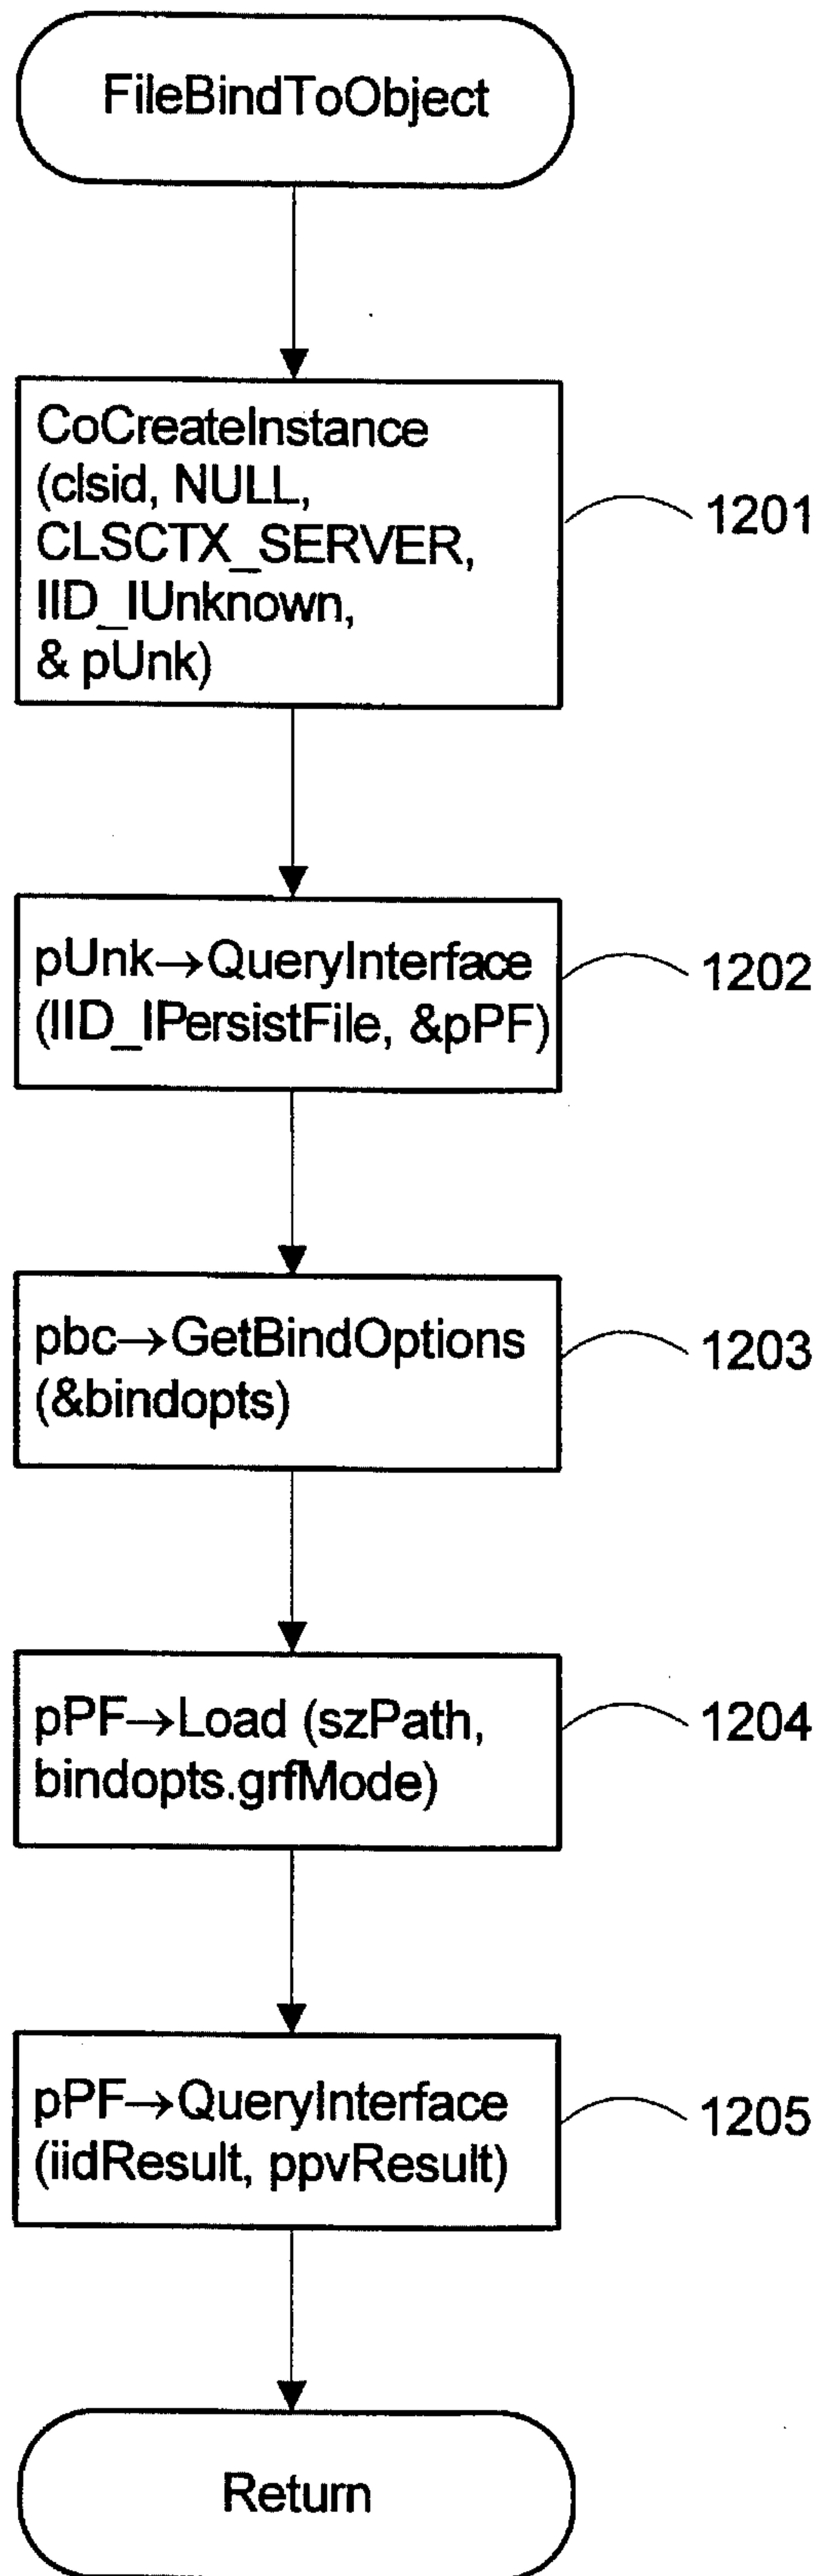 FileBindToObject
CoCreateInstance
(clsid, NULL,
CLSCTX_SERVER,
IID_IUnknown,
& pUnk)
1201
pUnk→QueryInterface
(IID_IPersistFile, &pPF)
1202
pbc→GetBindOptions
(&bindopts)
1203
pPF→Load (szPath,
bindopts.grfMode)
1204
pPF→QueryInterface
(iidResult, ppvResult)
1205
Return